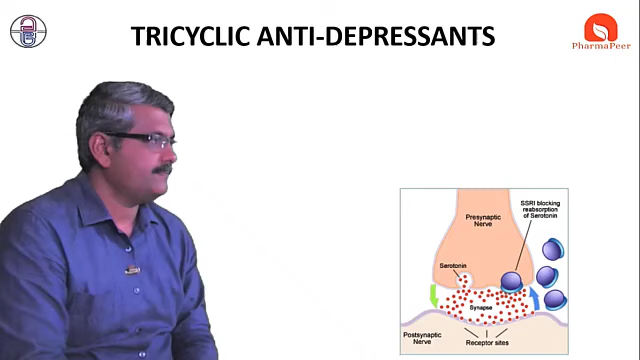 TRICYCLIC ANTI-DEPRESSANTS
PharmaPeer
SSRI blocking
reabsorption
of Serotonin
Presynaptic
Nerve
Serotonin
Synapse
Postsynaptic
Nerve
Receptor sites